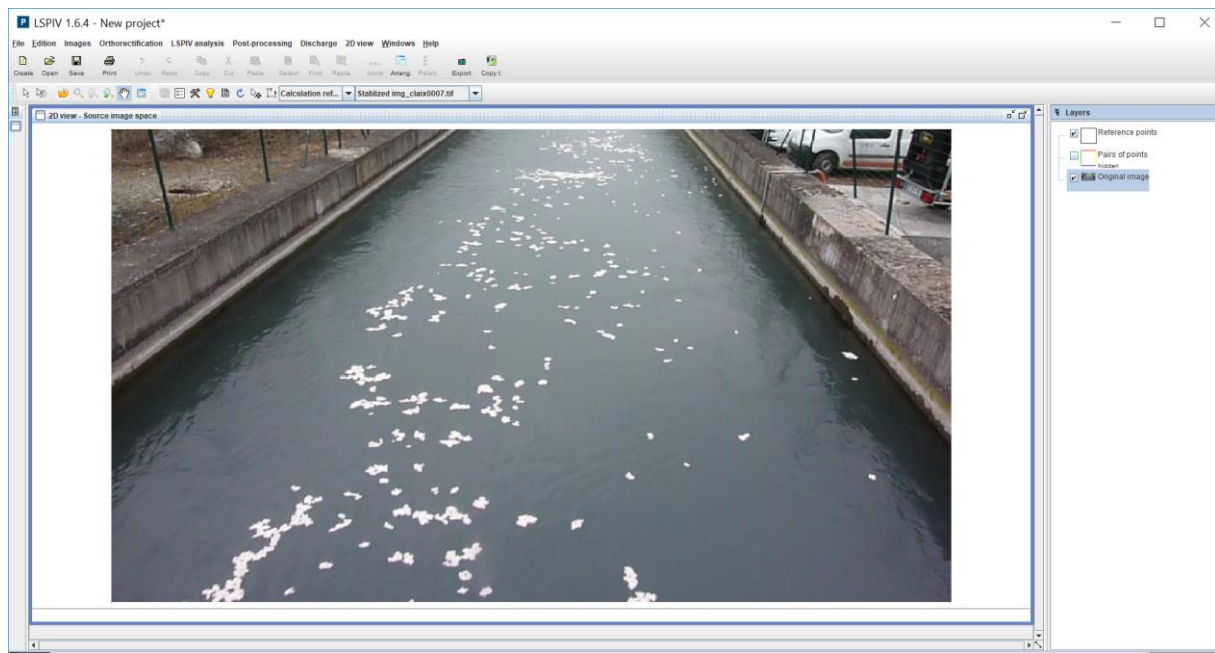 LSPIV 1.6.4 - New project*
File Edition Images Orthorectification LSPIV analysis Post-processing Discharge 2D view Windows Help
Create Open Save Print Undo Redo Copy Cut Paste Select Find Repla. Icons Arrang. Palett. Export. Copy t.
Calculation ref... Stablized img_claix0007.tif
2D view - Source image space
Layers
Reference points
Pairs of points
hidden
Original image